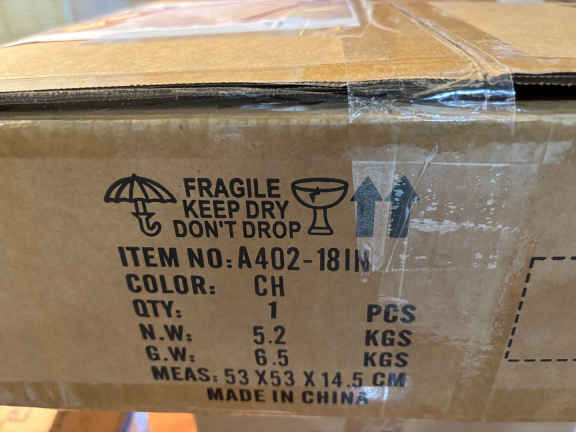 FRAGILE
KEEP DRY
DON'T DROP
ITEM NO: A402-18IN
COLOR: CH
QTY: 1 PCS
N.W: 5.2 KGS
G.W: 6.5 KGS
MEAS: 53 X53 X 14.5 CM
MADE IN CHINA